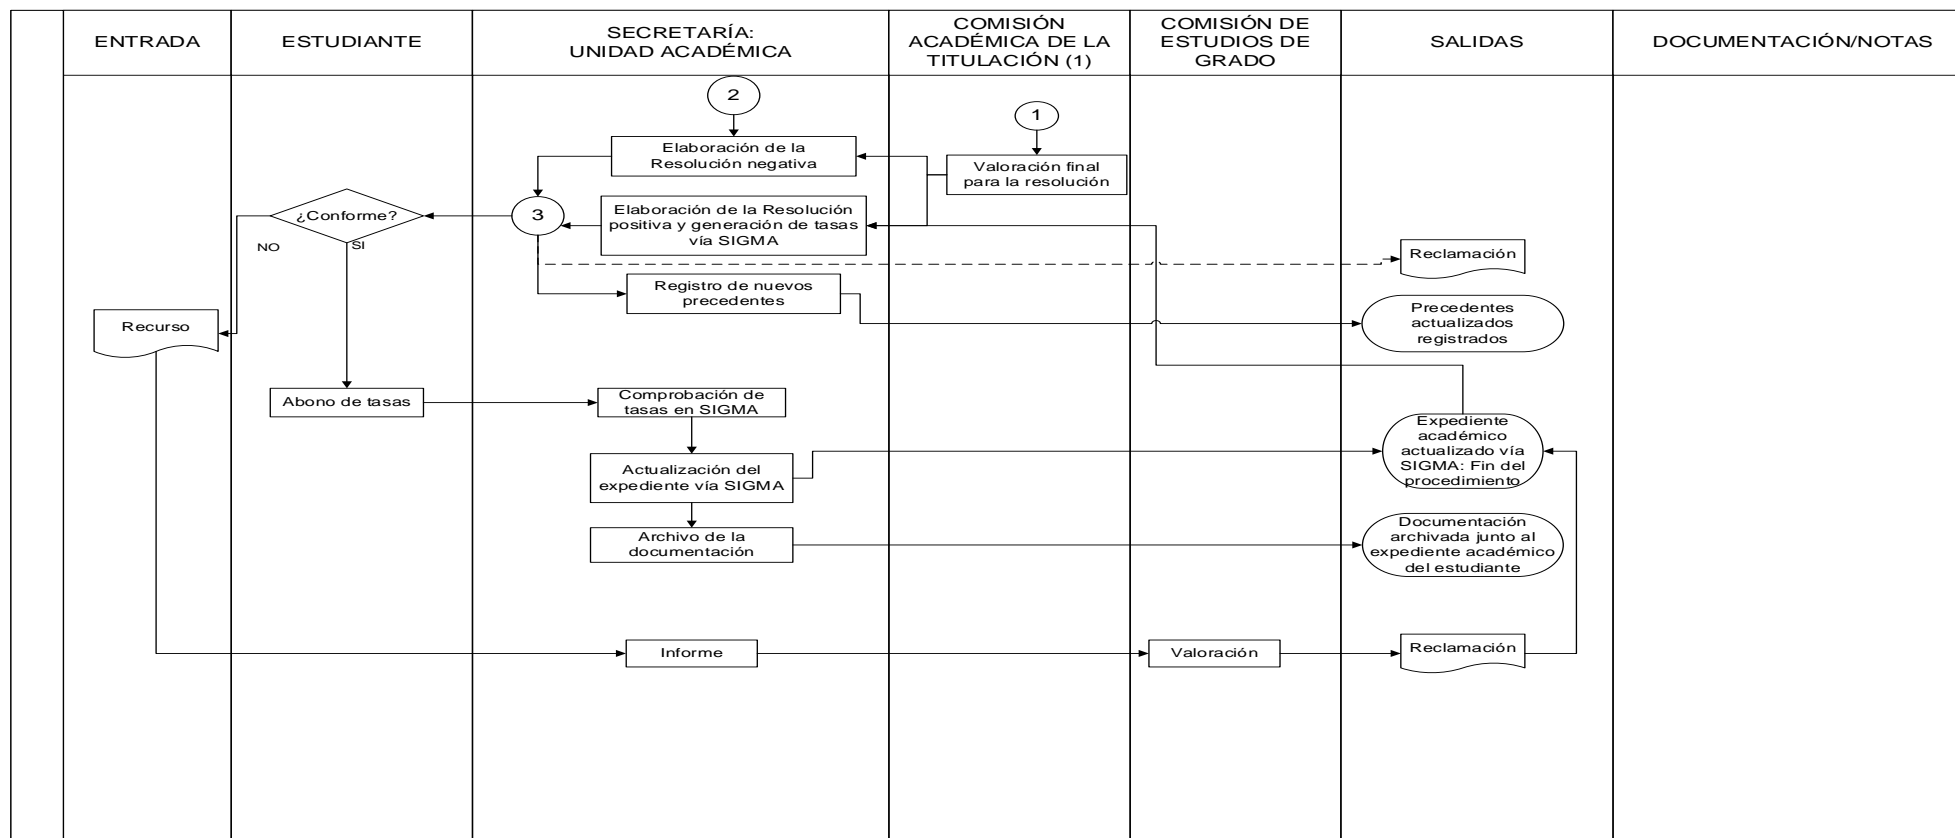 ENTRADA
ESTUDIANTE
SECRETARÍA:
UNIDAD ACADÉMICA
COMISIÓN
ACADÉMICA DE LA
TITULACIÓN (1)
COMISIÓN DE
ESTUDIOS DE
GRADO
SALIDAS
DOCUMENTACIÓN/NOTAS
2
1
Elaboración de la
Resolución negativa
Valoración final
para la resolución
¿Conforme?
3
Elaboración de la Resolución
positiva y generación de tasas
vía SIGMA
NO
SI
Reclamación
Registro de nuevos
precedentes
Precedentes
actualizados
registrados
Recurso
Abono de tasas
Comprobación de
tasas en SIGMA
Expediente
académico
actualizado vía
SIGMA: Fin del
procedimiento
Actualización del
expediente vía SIGMA
Archivo de la
documentación
Documentación
archivada junto al
expediente académico
del estudiante
Informe
Valoración
Reclamación